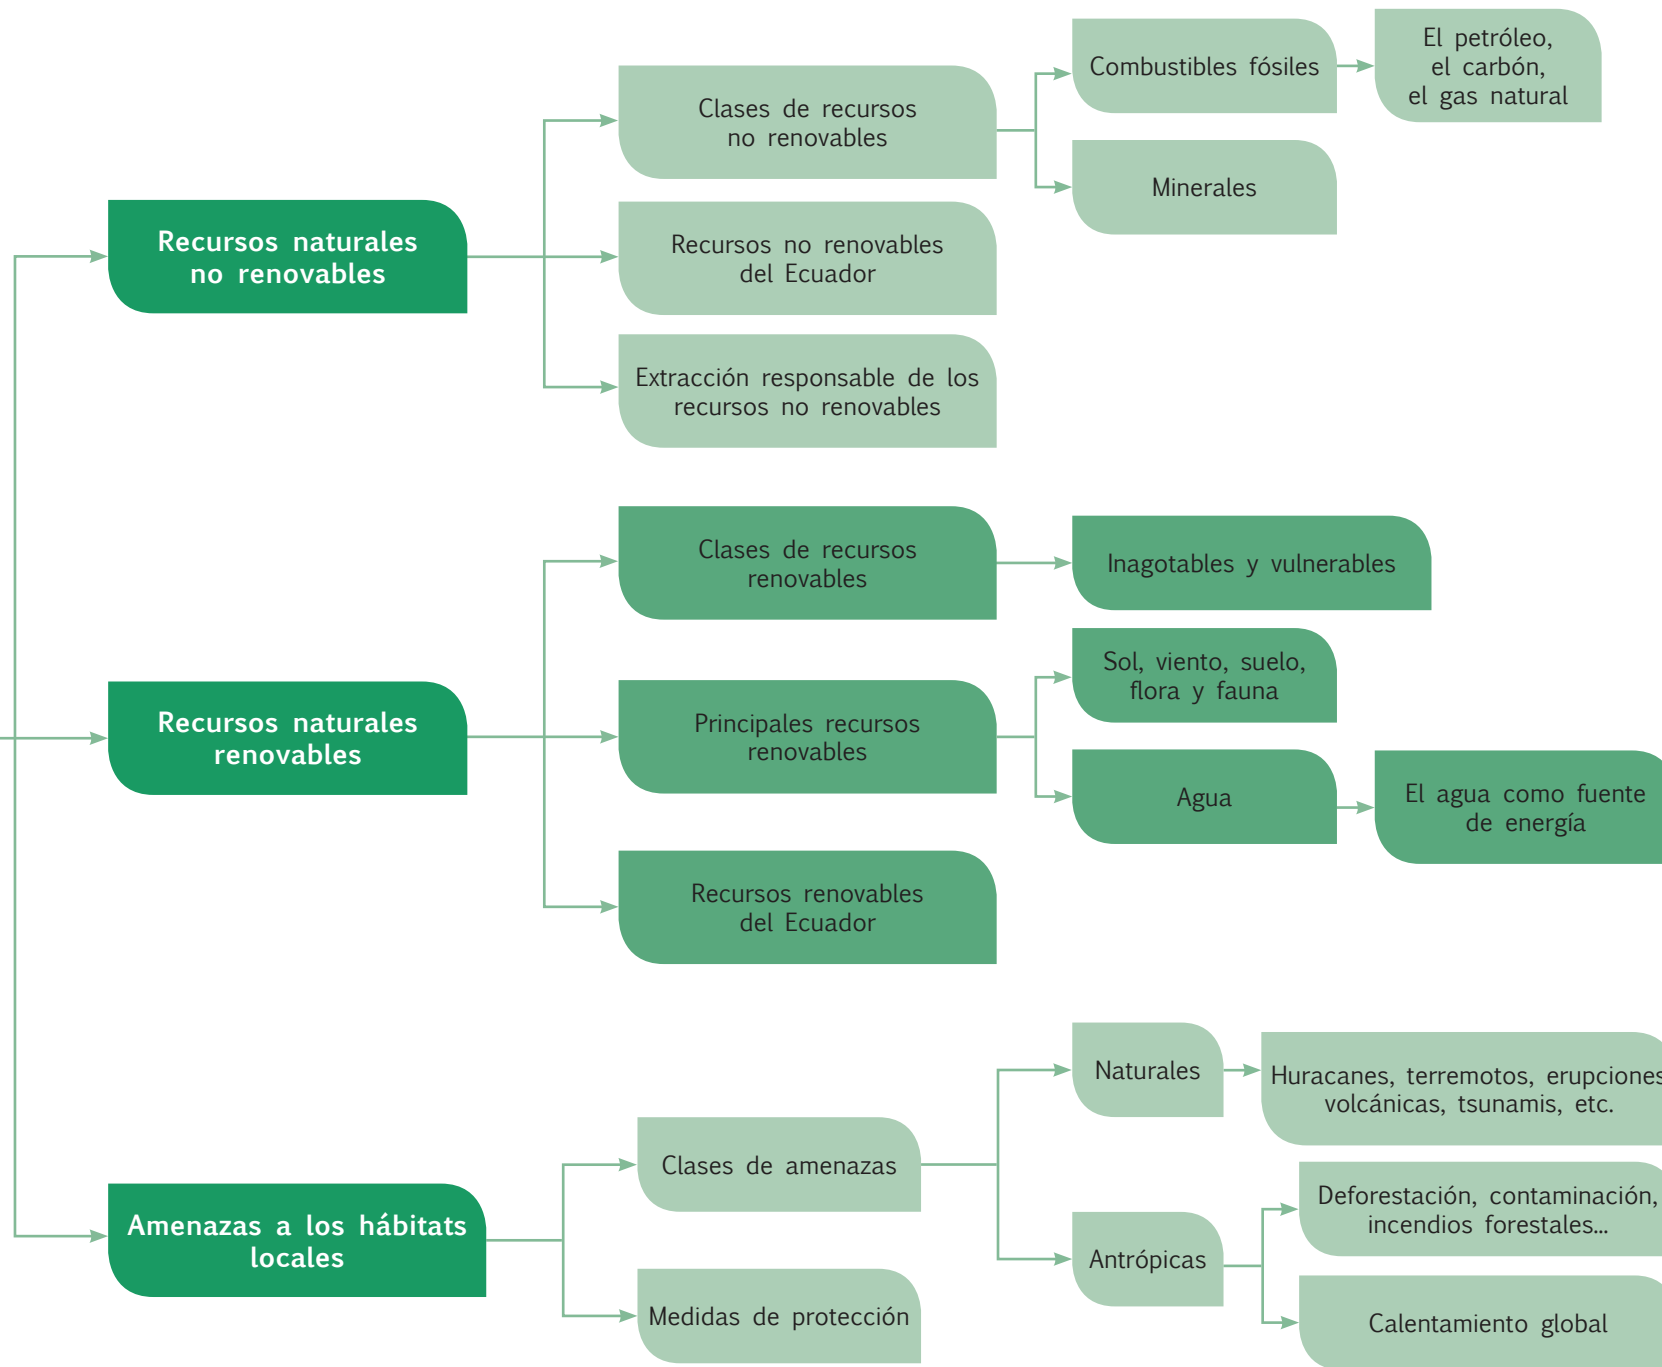 Recursos naturales
no renovables
Clases de recursos
no renovables
Combustibles fósiles
El petróleo,
el carbón,
el gas natural
Minerales
Recursos no renovables
del Ecuador
Extracción responsable de los
recursos no renovables
Recursos naturales
renovables
Clases de recursos
renovables
Inagotables y vulnerables
Principales recursos
renovables
Sol, viento, suelo,
flora y fauna
Agua
El agua como fuente
de energía
Recursos renovables
del Ecuador
Amenazas a los hábitats
locales
Clases de amenazas
Naturales
Huracanes, terremotos, erupciones
volcánicas, tsunamis, etc.
Antrópicas
Deforestación, contaminación,
incendios forestales...
Calentamiento global
Medidas de protección